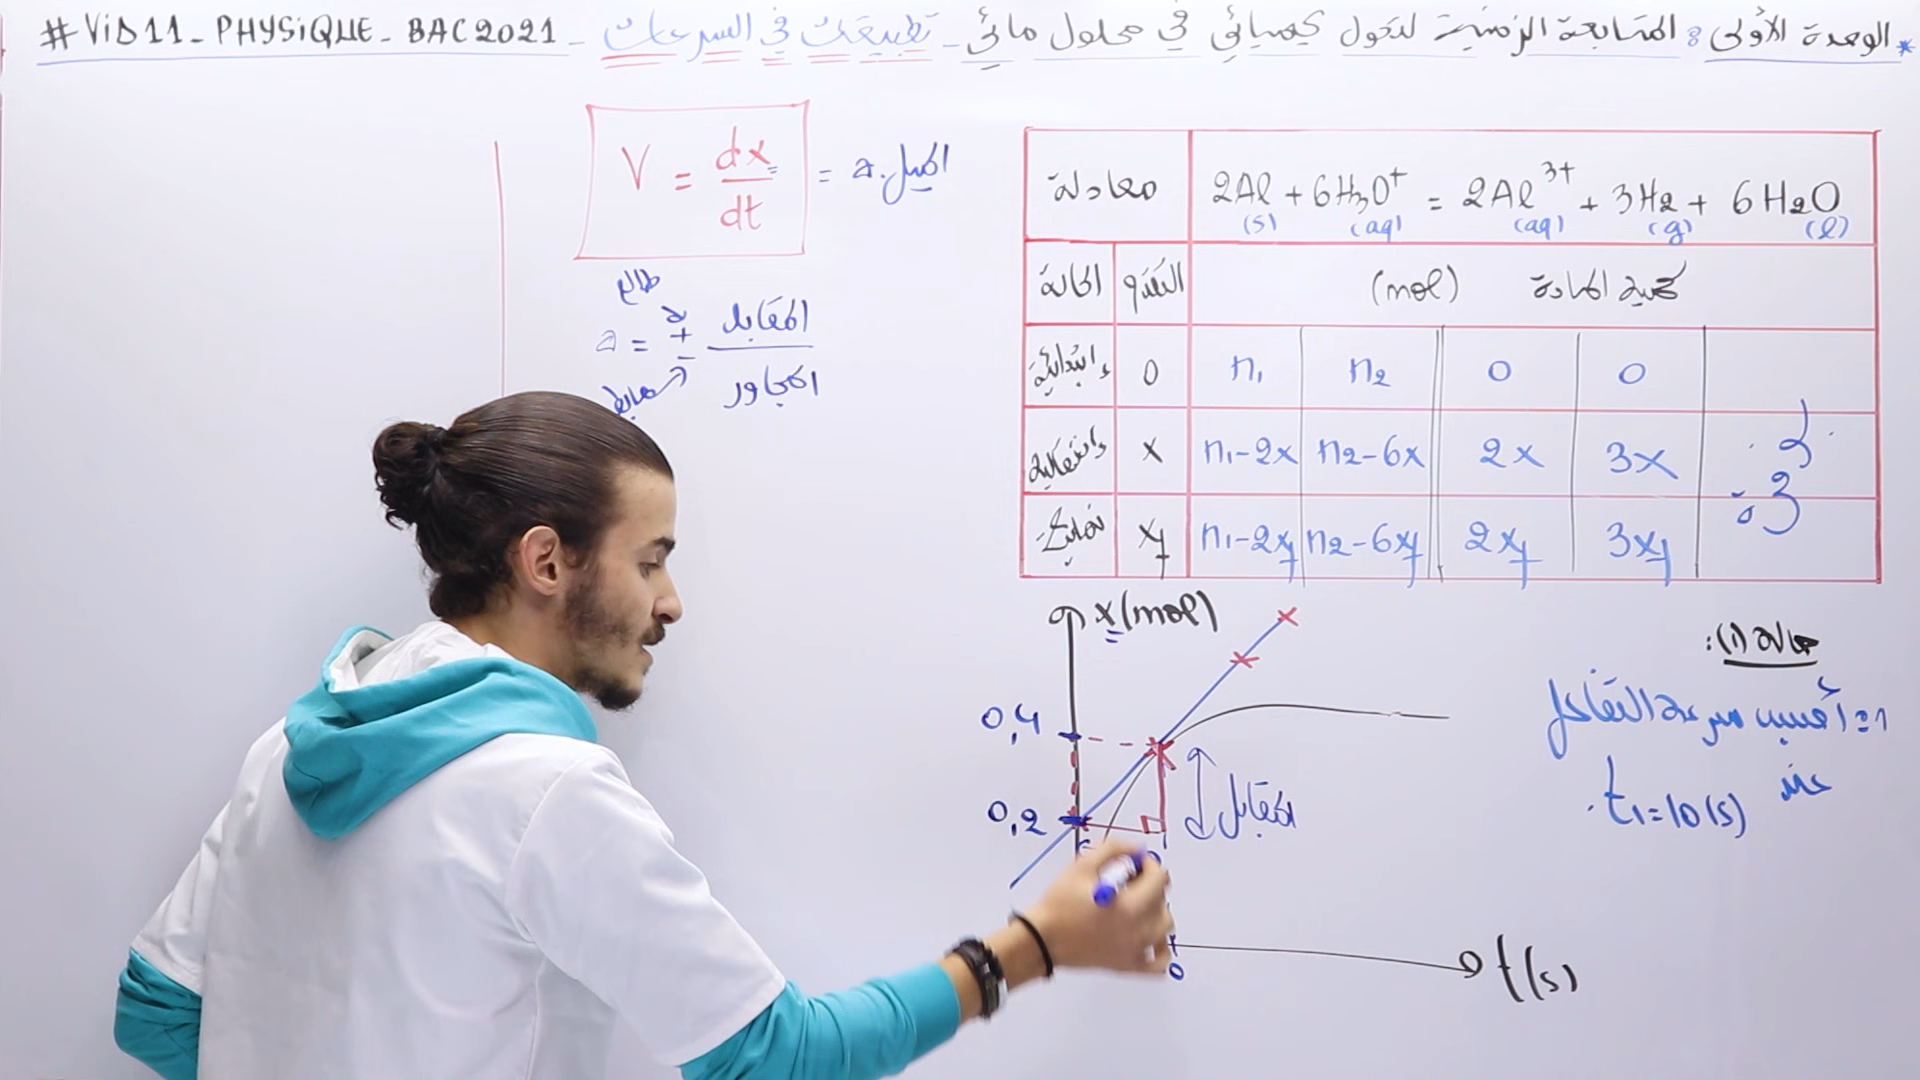 * الوحدة الأولى : المتابعة الزمنية لتحول كيميائي في محلول مائي - تطبيقات في السرعات - #ViD11_PHYSiQUE_BAC2021
V = dx/dt = a الميل
طالع
a = ± المقابل / المجاور
هابط
معادلة 2Al(s) + 6H₃O⁺(aq) = 2Al³⁺(aq) + 3H₂(g) + 6H₂O(l)
الحالة التقدم كمية المادة (mol)
إبتدائية 0 n₁ n₂ 0 0
إنتقالية x n₁-2x n₂-6x 2x 3x
نهائية xf n₁-2xf n₂-6xf 2xf 3xf
x(mol)
0,4
0,2
المقابل
0
t(s)
حالة (1):
1= أحسب سرعة التفاعل
عند t₁=10(s).